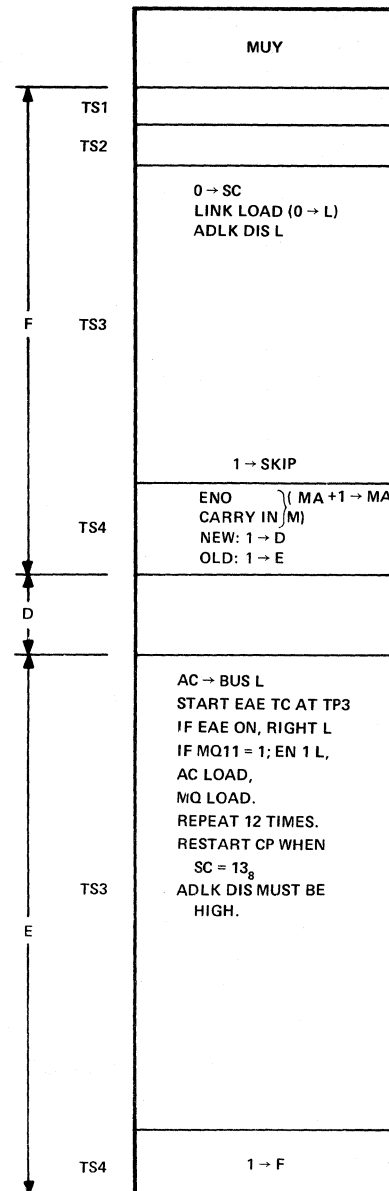 MUY
TS1
TS2
0 → SC
LINK LOAD (0 → L)
ADLK DIS L
F
TS3
1 → SKIP
ENO } ( MA +1 → MA
CARRY IN } M)
TS4
NEW: 1 → D
OLD: 1 → E
D
AC → BUS L
START EAE TC AT TP3
IF EAE ON, RIGHT L
IF MQ11 = 1; EN 1 L,
AC LOAD,
MQ LOAD.
REPEAT 12 TIMES.
RESTART CP WHEN
SC = 13₈
TS3
ADLK DIS MUST BE
HIGH.
E
TS4
1 → F